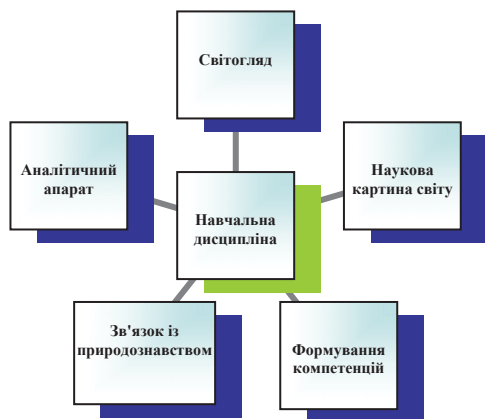 Світогляд
Аналітичний
апарат
Наукова
картина світу
Навчальна
дисципліна
Зв'язок із
природознавством
Формування
компетенцій